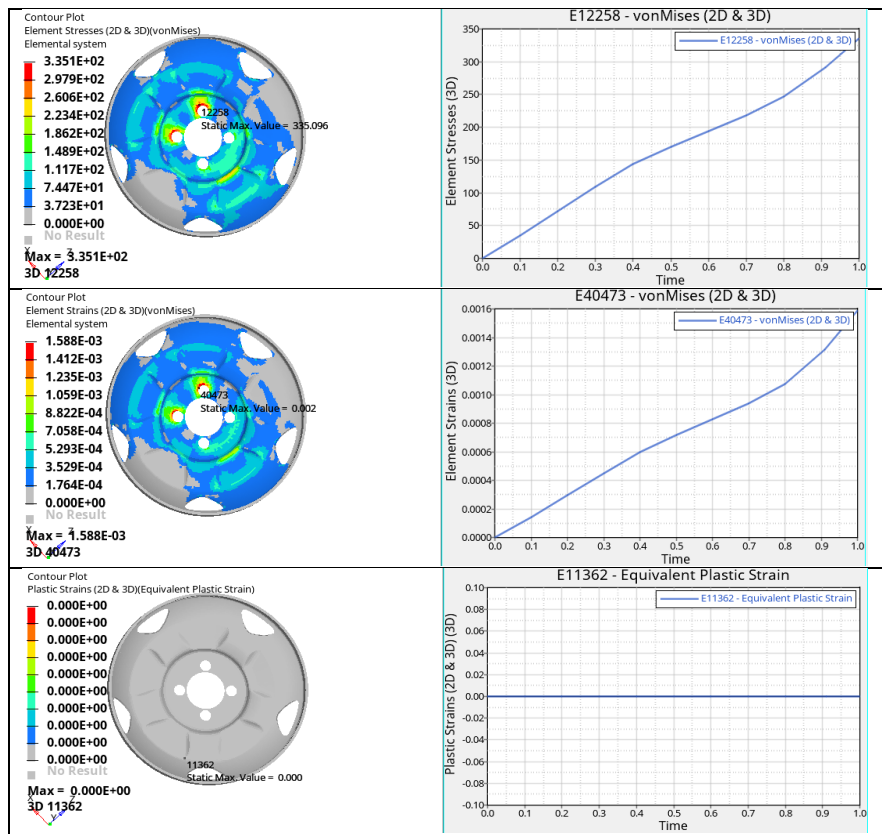 Contour Plot
Element Stresses (2D & 3D)(vonMises)
Elemental system
3.351E+02
2.979E+02
2.606E+02
2.234E+02
1.862E+02
1.489E+02
1.117E+02
7.447E+01
3.723E+01
0.000E+00
No Result
Max = 3.351E+02
3D 12258
X
Z
12258
Static Max. Value = 335.096
E12258 - vonMises (2D & 3D)
E12258 - vonMises (2D & 3D)
Element Stresses (3D)
350
300
250
200
150
100
50
0
0.0 0.1 0.2 0.3 0.4 0.5 0.6 0.7 0.8 0.9 1.0
Time
Contour Plot
Element Strains (2D & 3D)(vonMises)
Elemental system
1.588E-03
1.412E-03
1.235E-03
1.059E-03
8.822E-04
7.058E-04
5.293E-04
3.529E-04
1.764E-04
0.000E+00
No Result
Max = 1.588E-03
3D 40473
X
Z
40473
Static Max. Value = 0.002
E40473 - vonMises (2D & 3D)
E40473 - vonMises (2D & 3D)
Element Strains (3D)
0.0016
0.0014
0.0012
0.0010
0.0008
0.0006
0.0004
0.0002
0.0000
0.0 0.1 0.2 0.3 0.4 0.5 0.6 0.7 0.8 0.9 1.0
Time
Contour Plot
Plastic Strains (2D & 3D)(Equivalent Plastic Strain)
0.000E+00
0.000E+00
0.000E+00
0.000E+00
0.000E+00
0.000E+00
0.000E+00
0.000E+00
0.000E+00
0.000E+00
No Result
Max = 0.000E+00
3D 11362
X
Z
Y
11362
Static Max. Value = 0.000
E11362 - Equivalent Plastic Strain
E11362 - Equivalent Plastic Strain
Plastic Strains (2D & 3D) (3D)
0.10
0.08
0.06
0.04
0.02
0.00
-0.02
-0.04
-0.06
-0.08
-0.10
0.0 0.1 0.2 0.3 0.4 0.5 0.6 0.7 0.8 0.9 1.0
Time